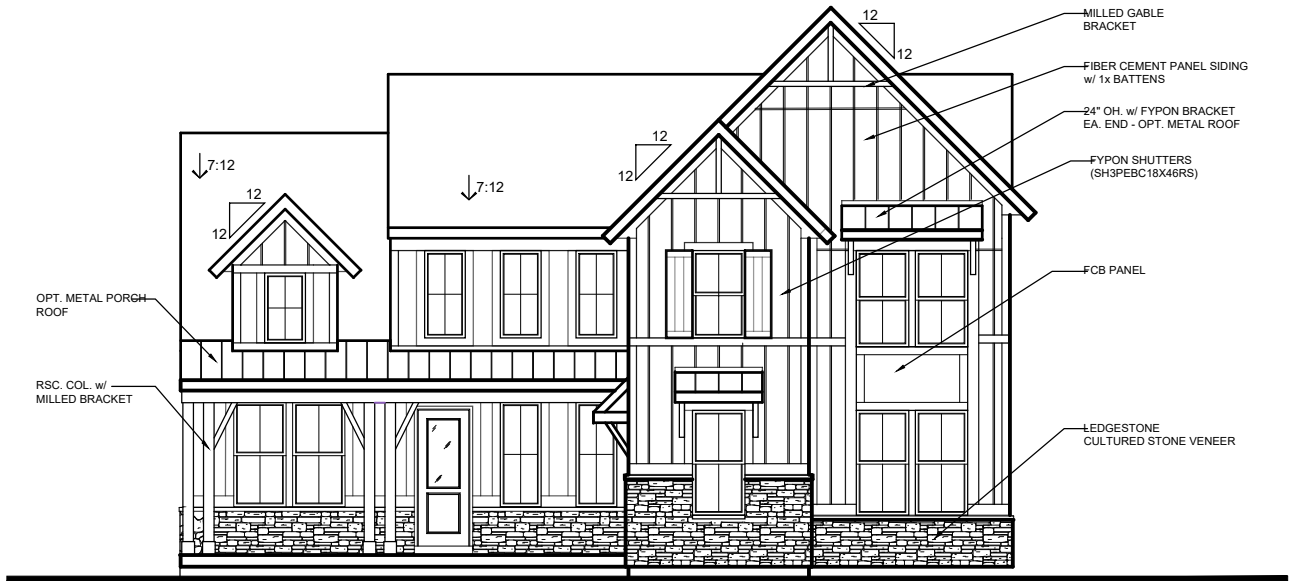 12
12
MILLED GABLE
BRACKET
FIBER CEMENT PANEL SIDING
w/ 1x BATTENS
24" OH. w/ FYPON BRACKET
EA. END - OPT. METAL ROOF
12
12
FYPON SHUTTERS
(SH3PEBC18X46RS)
7:12
7:12
12
12
FCB PANEL
OPT. METAL PORCH
ROOF
RSC. COL. w/
MILLED BRACKET
LEDGESTONE
CULTURED STONE VENEER